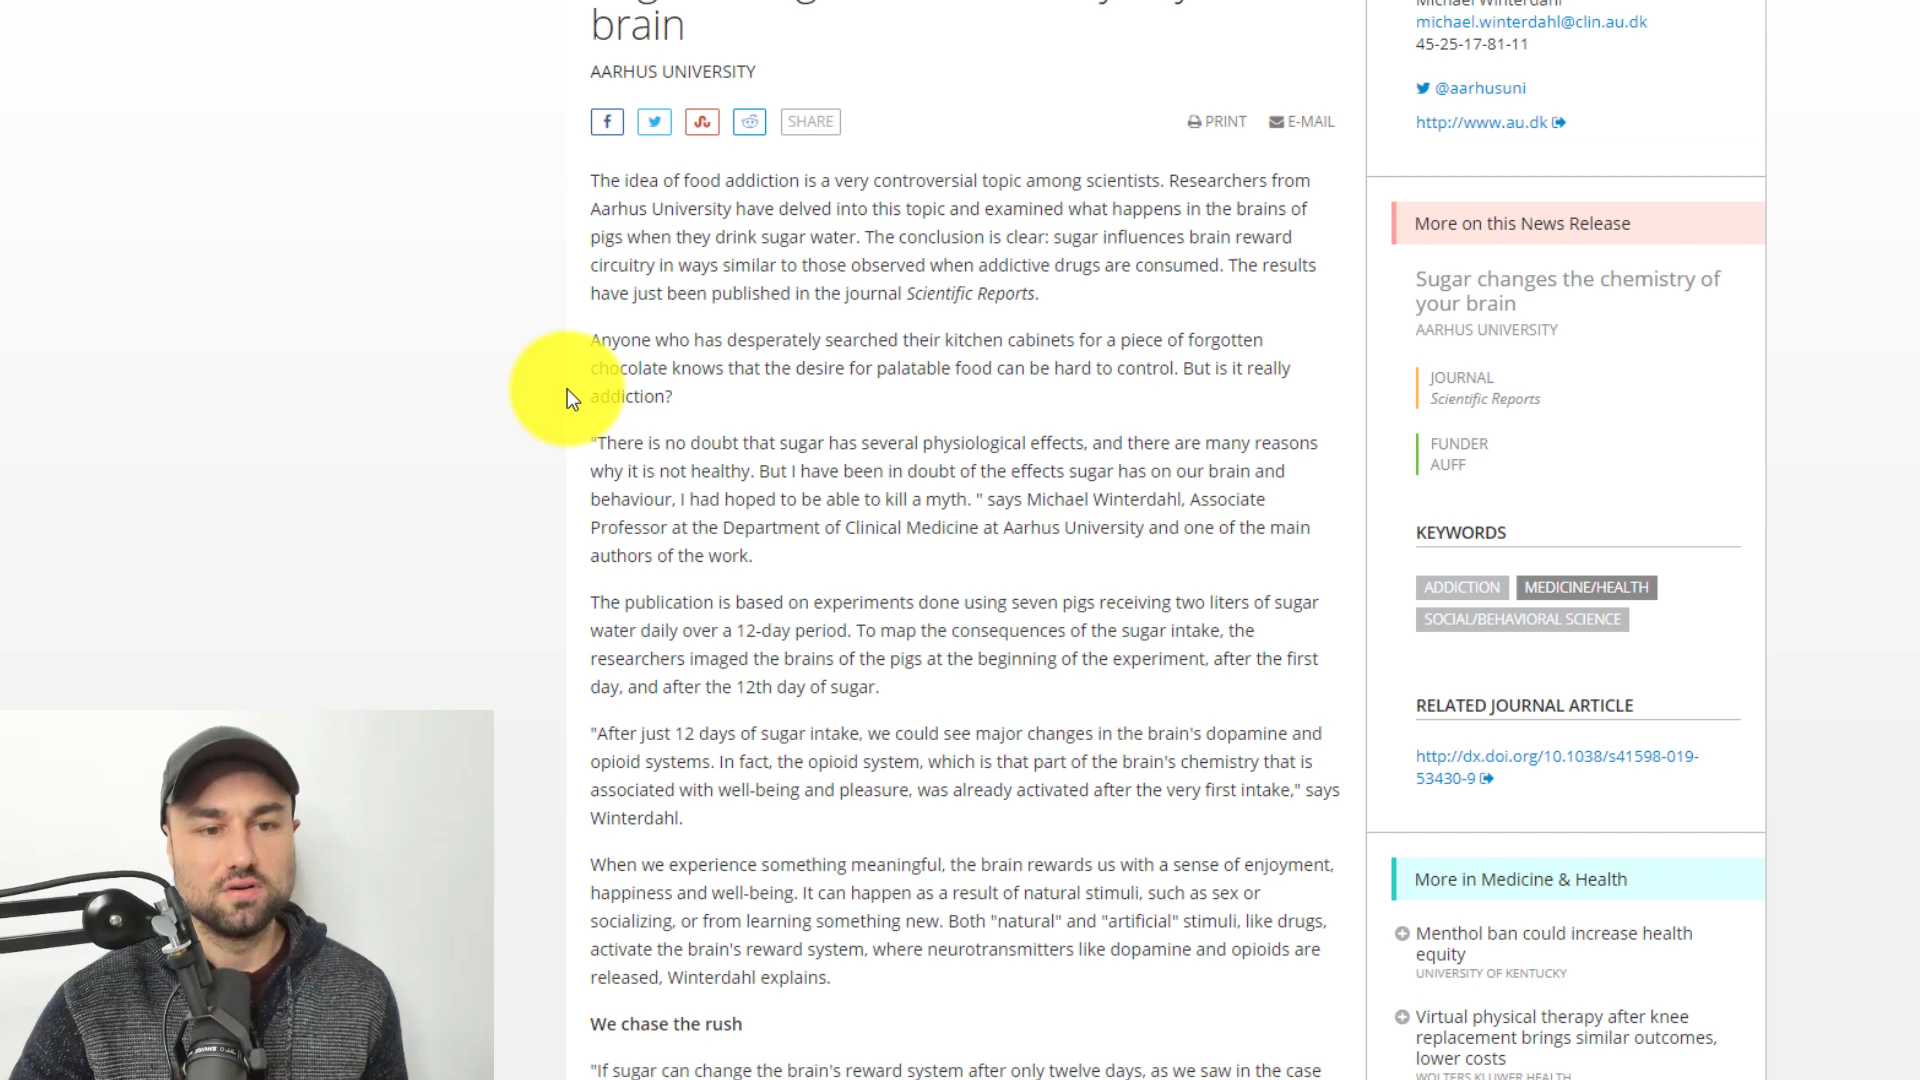 brain
AARHUS UNIVERSITY
SHARE
PRINT
E-MAIL
The idea of food addiction is a very controversial topic among scientists. Researchers from
Aarhus University have delved into this topic and examined what happens in the brains of
pigs when they drink sugar water. The conclusion is clear: sugar influences brain reward
circuitry in ways similar to those observed when addictive drugs are consumed. The results
have just been published in the journal Scientific Reports.
Anyone who has desperately searched their kitchen cabinets for a piece of forgotten
chocolate knows that the desire for palatable food can be hard to control. But is it really
addiction?
"There is no doubt that sugar has several physiological effects, and there are many reasons
why it is not healthy. But I have been in doubt of the effects sugar has on our brain and
behaviour, I had hoped to be able to kill a myth. " says Michael Winterdahl, Associate
Professor at the Department of Clinical Medicine at Aarhus University and one of the main
authors of the work.
The publication is based on experiments done using seven pigs receiving two liters of sugar
water daily over a 12-day period. To map the consequences of the sugar intake, the
researchers imaged the brains of the pigs at the beginning of the experiment, after the first
day, and after the 12th day of sugar.
"After just 12 days of sugar intake, we could see major changes in the brain's dopamine and
opioid systems. In fact, the opioid system, which is that part of the brain's chemistry that is
associated with well-being and pleasure, was already activated after the very first intake," says
Winterdahl.
When we experience something meaningful, the brain rewards us with a sense of enjoyment,
happiness and well-being. It can happen as a result of natural stimuli, such as sex or
socializing, or from learning something new. Both "natural" and "artificial" stimuli, like drugs,
activate the brain's reward system, where neurotransmitters like dopamine and opioids are
released, Winterdahl explains.
We chase the rush
"If sugar can change the brain's reward system after only twelve days, as we saw in the case
Michael Winterdahl
michael.winterdahl@clin.au.dk
45-25-17-81-11
@aarhusuni
http://www.au.dk
More on this News Release
Sugar changes the chemistry of
your brain
AARHUS UNIVERSITY
JOURNAL
Scientific Reports
FUNDER
AUFF
KEYWORDS
ADDICTION MEDICINE/HEALTH
SOCIAL/BEHAVIORAL SCIENCE
RELATED JOURNAL ARTICLE
http://dx.doi.org/10.1038/s41598-019-
53430-9
More in Medicine & Health
Menthol ban could increase health
equity
UNIVERSITY OF KENTUCKY
Virtual physical therapy after knee
replacement brings similar outcomes,
lower costs
WOLTERS KLUWER HEALTH